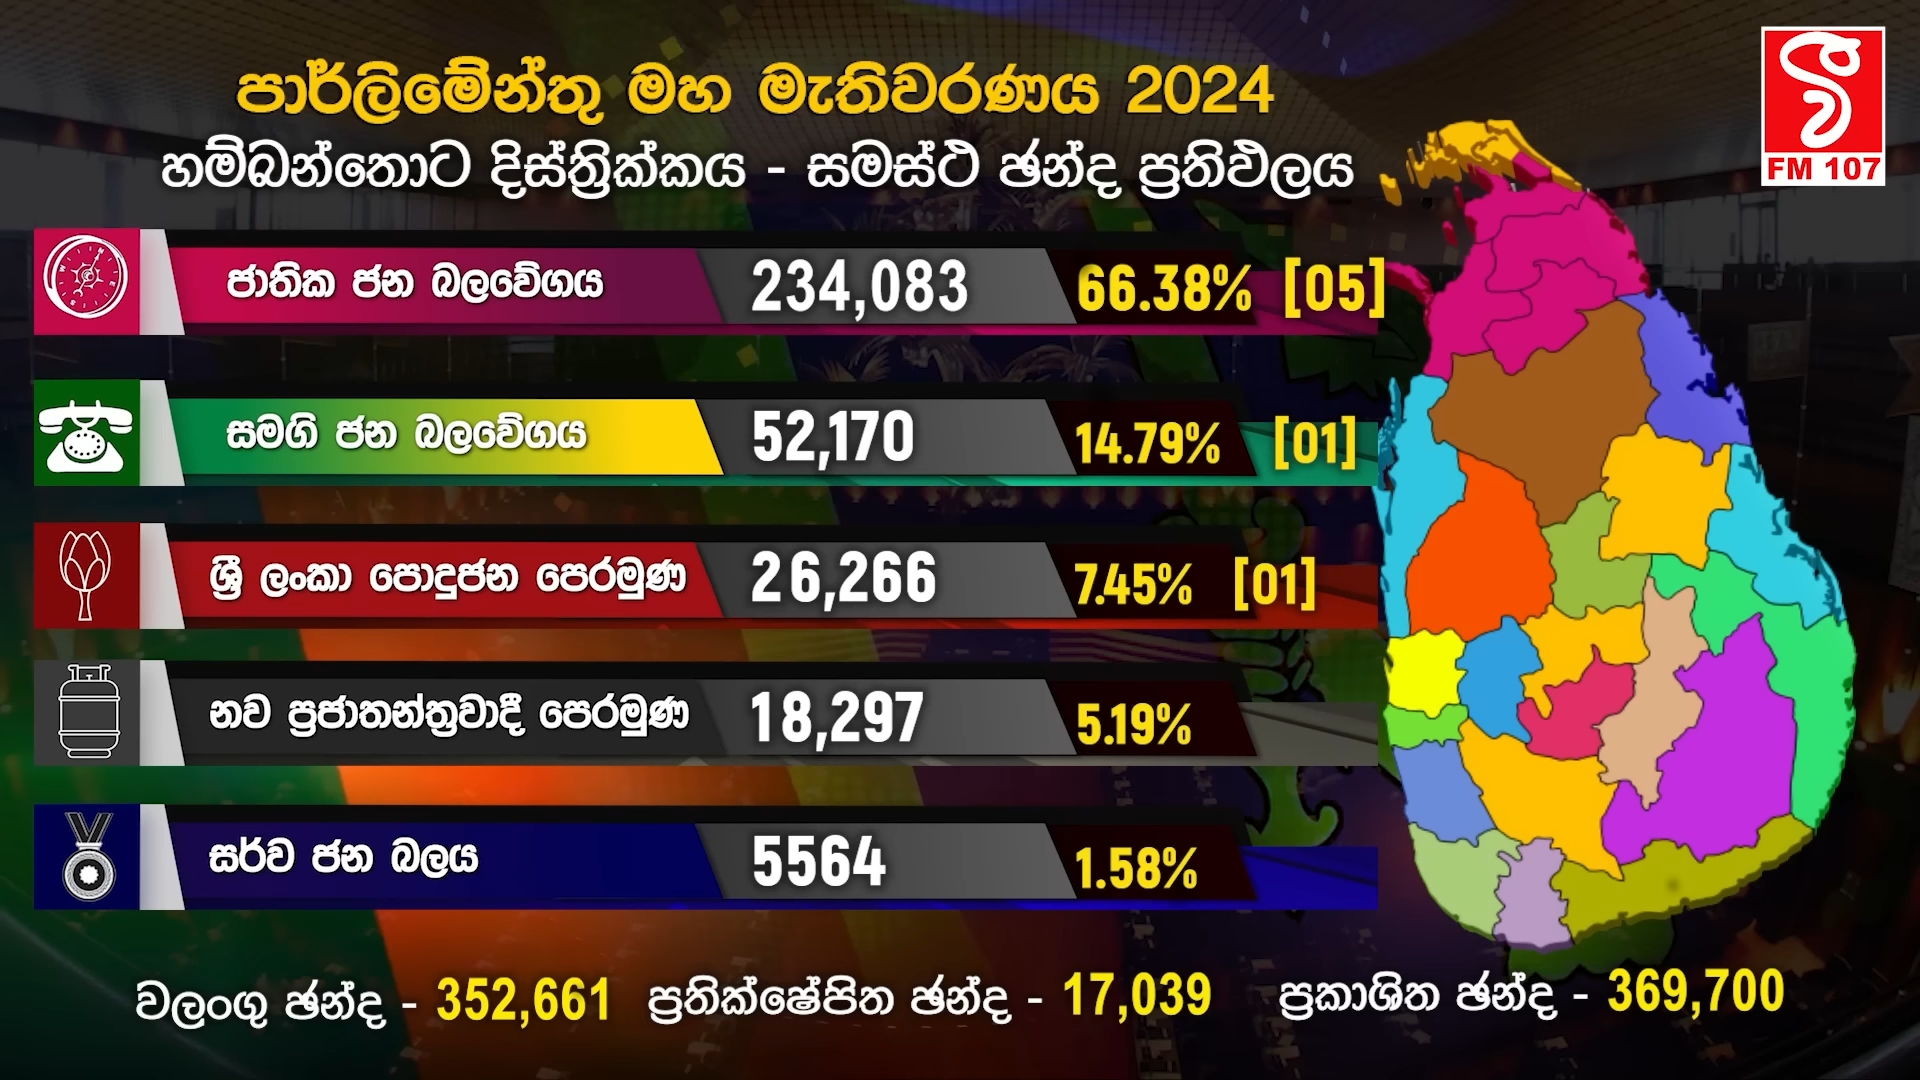 පාර්ලිමේන්තු මහ මැතිවරණය 2024
හම්බන්තොට දිස්ත්‍රික්කය - සමස්ථ ඡන්ද ප්‍රතිඵලය
FM 107
ජාතික ජන බලවේගය 234,083 66.38% [05]
සමගි ජන බලවේගය 52,170 14.79% [01]
ශ්‍රී ලංකා පොදුජන පෙරමුණ 26,266 7.45% [01]
නව ප්‍රජාතන්ත්‍රවාදී පෙරමුණ 18,297 5.19%
සර්ව ජන බලය 5564 1.58%
වලංගු ඡන්ද - 352,661 ප්‍රතික්ෂේපිත ඡන්ද - 17,039 ප්‍රකාශිත ඡන්ද - 369,700